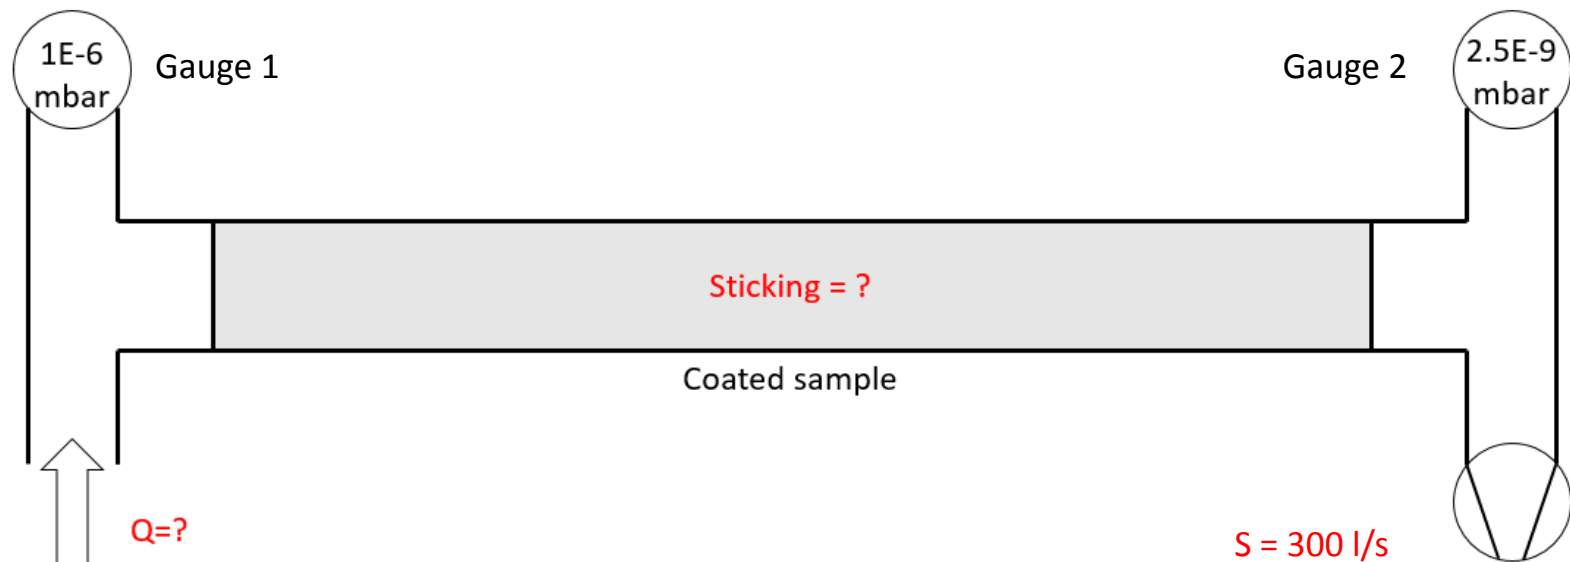 1E-6
mbar
Gauge 1
Gauge 2
2.5E-9
mbar
Sticking = ?
Coated sample
Q=?
S = 300 l/s